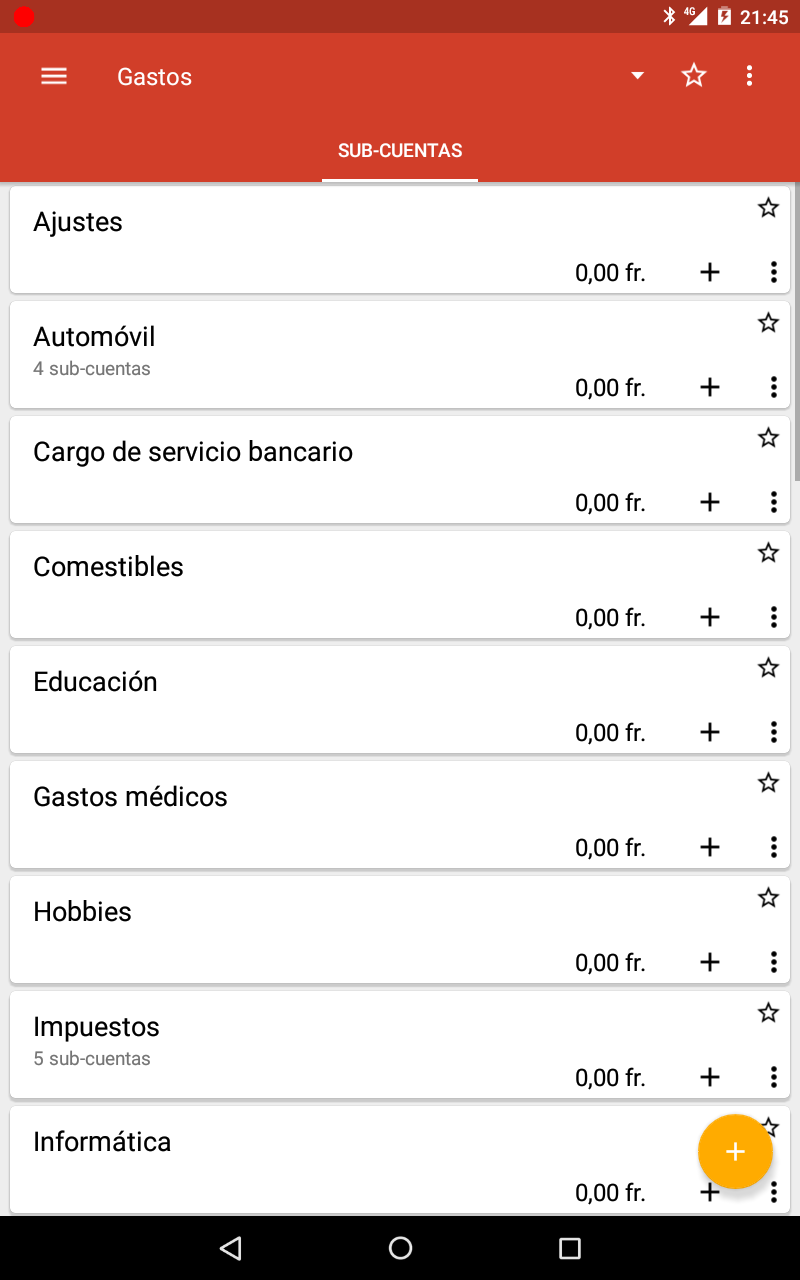 4G 21:45
Gastos
SUB-CUENTAS
Ajustes
0,00 fr.
Automóvil
4 sub-cuentas
0,00 fr.
Cargo de servicio bancario
0,00 fr.
Comestibles
0,00 fr.
Educación
0,00 fr.
Gastos médicos
0,00 fr.
Hobbies
0,00 fr.
Impuestos
5 sub-cuentas
0,00 fr.
Informática
0,00 fr.